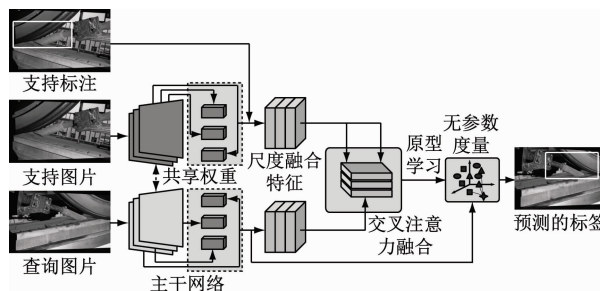 支持标注
支持图片
查询图片
共享权重
主干网络
尺度融合
特征
交叉注意
力融合
原型
学习
无参数
度量
预测的标签